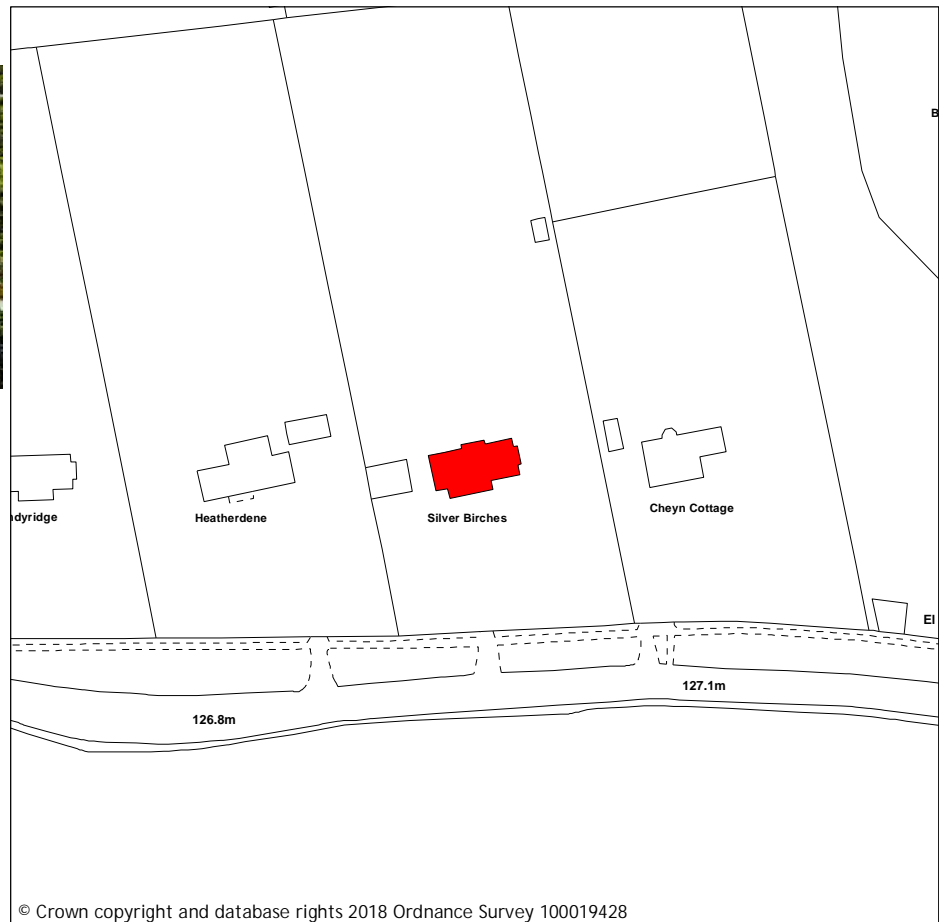 B
ndyridge
Heatherdene
Silver Birches
Cheyn Cottage
El
127.1m
126.8m
© Crown copyright and database rights 2018 Ordnance Survey 100019428